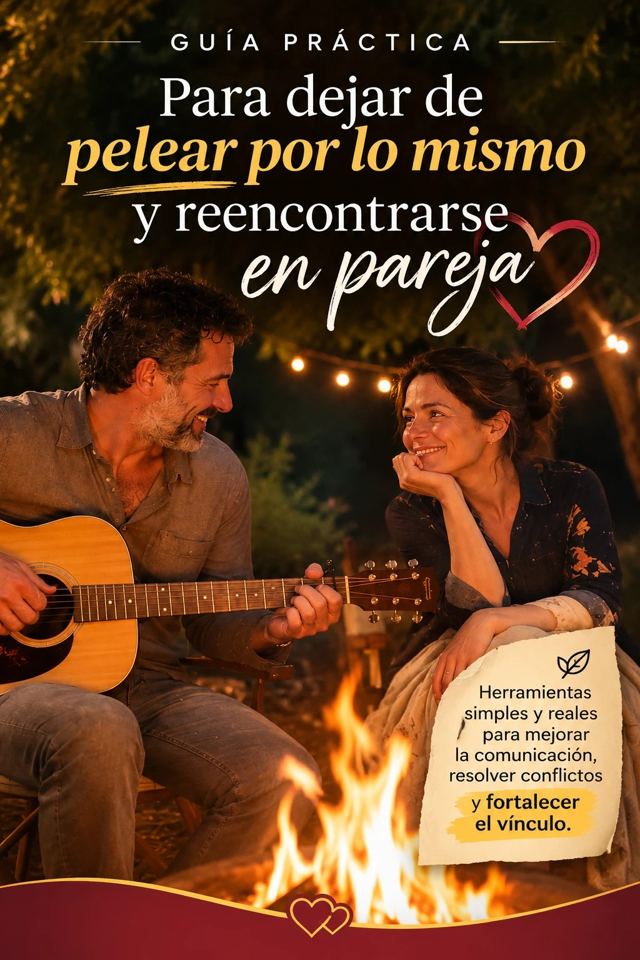 GUÍA PRÁCTICA
Para dejar de
pelear por lo mismo
y reencontrarse
en pareja
Herramientas
simples y reales
para mejorar
la comunicación,
resolver conflictos
y fortalecer
el vínculo.